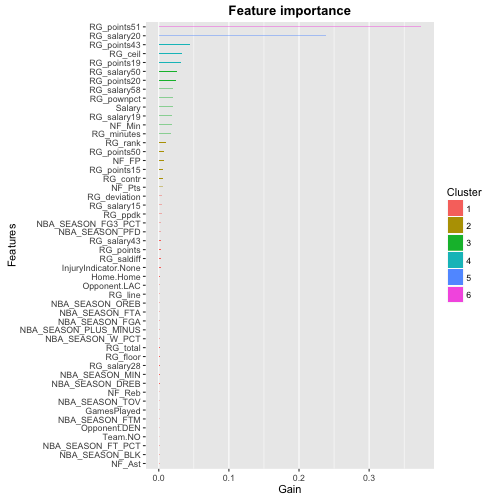 Feature importance
RG_points51
RG_salary20
RG_points43
RG_ceil
RG_points19
RG_salary50
RG_points20
RG_salary58
RG_pownpct
Salary
RG_salary19
NF_Min
RG_minutes
RG_rank
RG_points50
NF_FP
RG_points15
RG_contr
NF_Pts
RG_deviation
RG_salary15
RG_ppdk
NBA_SEASON_FG3_PCT
NBA_SEASON_PFD
RG_salary43
RG_points
RG_saldiff
InjuryIndicator.None
Home.Home
Opponent.LAC
RG_line
NBA_SEASON_OREB
NBA_SEASON_FTA
NBA_SEASON_FGA
NBA_SEASON_PLUS_MINUS
NBA_SEASON_W_PCT
RG_total
RG_floor
RG_salary28
NBA_SEASON_MIN
NBA_SEASON_DREB
NF_Reb
NBA_SEASON_TOV
GamesPlayed
NBA_SEASON_FTM
Opponent.DEN
Team.NO
NBA_SEASON_FT_PCT
NBA_SEASON_BLK
NF_Ast
Features
0.0 0.1 0.2 0.3
Gain
Cluster
1
2
3
4
5
6